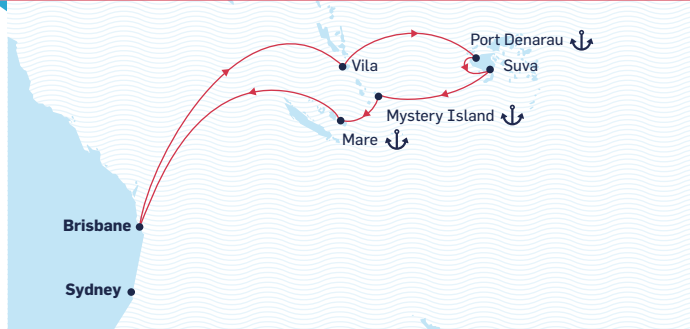 Port Denarau
Vila
Suva
Mystery Island
Mare
Brisbane
Sydney